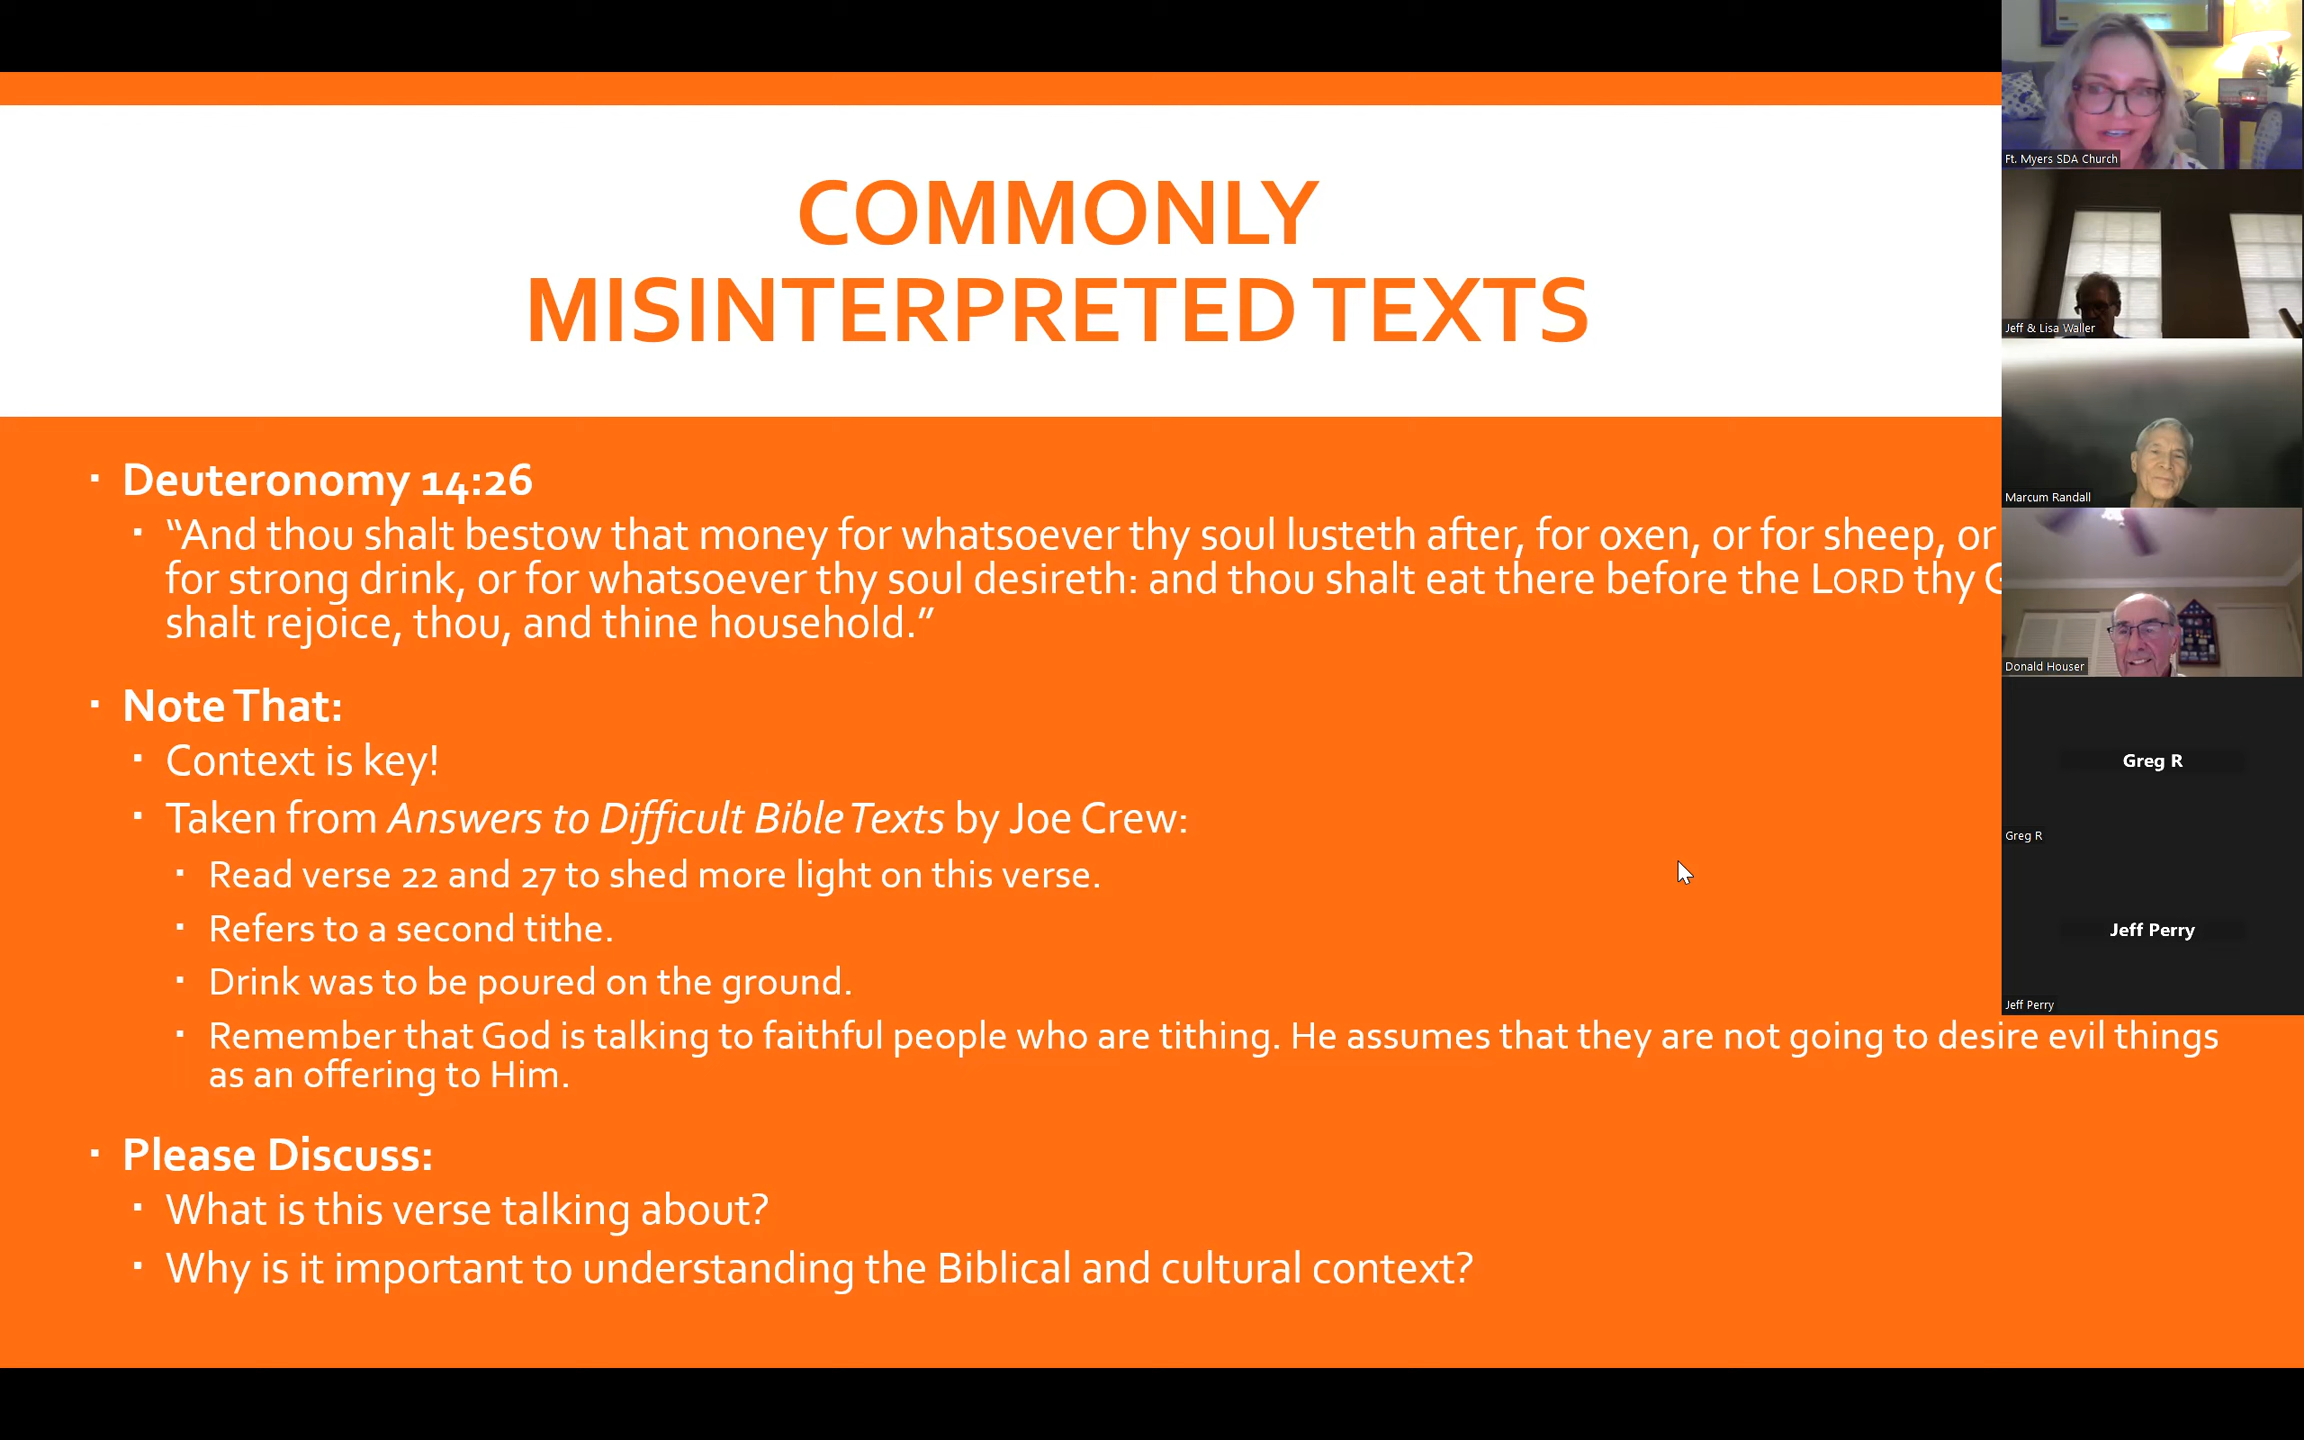 COMMONLY
MISINTERPRETED TEXTS
Deuteronomy 14:26
“And thou shalt bestow that money for whatsoever thy soul lusteth after, for oxen, or for sheep, or
for strong drink, or for whatsoever thy soul desireth: and thou shalt eat there before the LORD thy
shalt rejoice, thou, and thine household.”
Note That:
Context is key!
Taken from Answers to Difficult Bible Texts by Joe Crew:
Read verse 22 and 27 to shed more light on this verse.
Refers to a second tithe.
Drink was to be poured on the ground.
Remember that God is talking to faithful people who are tithing. He assumes that they are not going to desire evil things
as an offering to Him.
Please Discuss:
What is this verse talking about?
Why is it important to understanding the Biblical and cultural context?
Ft. Myers SDA Church
Jeff & Lisa Waller
Marcum Randall
Donald Houser
Greg R
Greg R
Jeff Perry
Jeff Perry